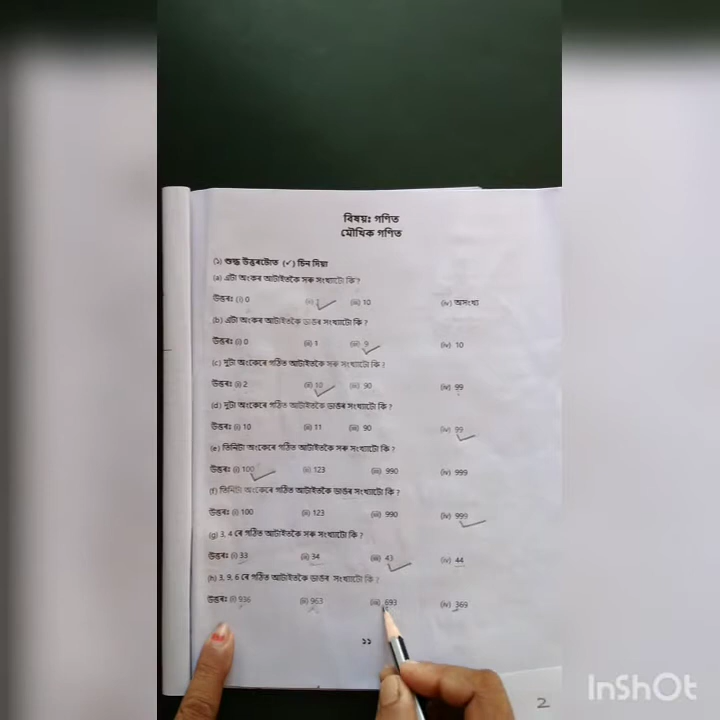 বিষয়ঃ গণিত
মৌখিক গণিত
(১) শুদ্ধ উত্তৰটোত (✓) চিন দিয়া
(a) এটা অংকৰ আটাইতকৈ সৰু সংখ্যাটো কি?
উত্তৰঃ (i) 0 (ii) 1 (iii) 10 (iv) অসংখ্য
(b) এটা অংকৰ আটাইতকৈ ডাঙৰ সংখ্যাটো কি ?
উত্তৰঃ (i) 0 (ii) 1 (iii) 9 (iv) 10
(c) দুটা অংকেৰে গঠিত আটাইতকৈ সৰু সংখ্যাটো কি ?
উত্তৰঃ (i) 2 (ii) 10 (iii) 90 (iv) 99
(d) দুটা অংকেৰে গঠিত আটাইতকৈ ডাঙৰ সংখ্যাটো কি ?
উত্তৰঃ (i) 10 (ii) 11 (iii) 90 (iv) 99
(e) তিনিটা অংকেৰে গঠিত আটাইতকৈ সৰু সংখ্যাটো কি ?
উত্তৰঃ (i) 100 (ii) 123 (iii) 990 (iv) 999
(f) তিনিটা অংকেৰে গঠিত আটাইতকৈ ডাঙৰ সংখ্যাটো কি ?
উত্তৰঃ (i) 100 (ii) 123 (iii) 990 (iv) 999
(g) 3, 4 ৰে গঠিত আটাইতকৈ সৰু সংখ্যাটো কি ?
উত্তৰঃ (i) 33 (ii) 34 (iii) 43 (iv) 44
(h) 3, 9, 6 ৰে গঠিত আটাইতকৈ ডাঙৰ সংখ্যাটো কি ?
উত্তৰঃ (i) 936 (ii) 963 (iii) 693 (iv) 369
১১
2
InShOt